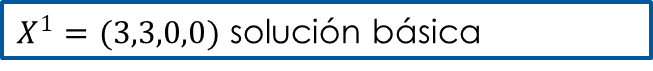 X¹ = (3,3,0,0) solución básica